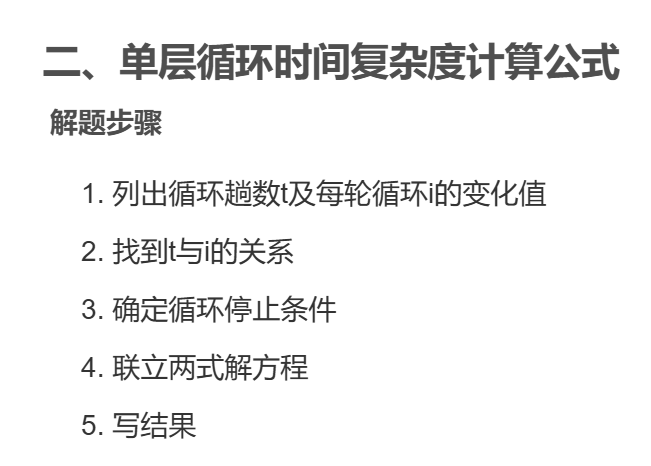 二、单层循环时间复杂度计算公式
解题步骤
1. 列出循环趟数t及每轮循环i的变化值
2. 找到t与i的关系
3. 确定循环停止条件
4. 联立两式解方程
5. 写结果